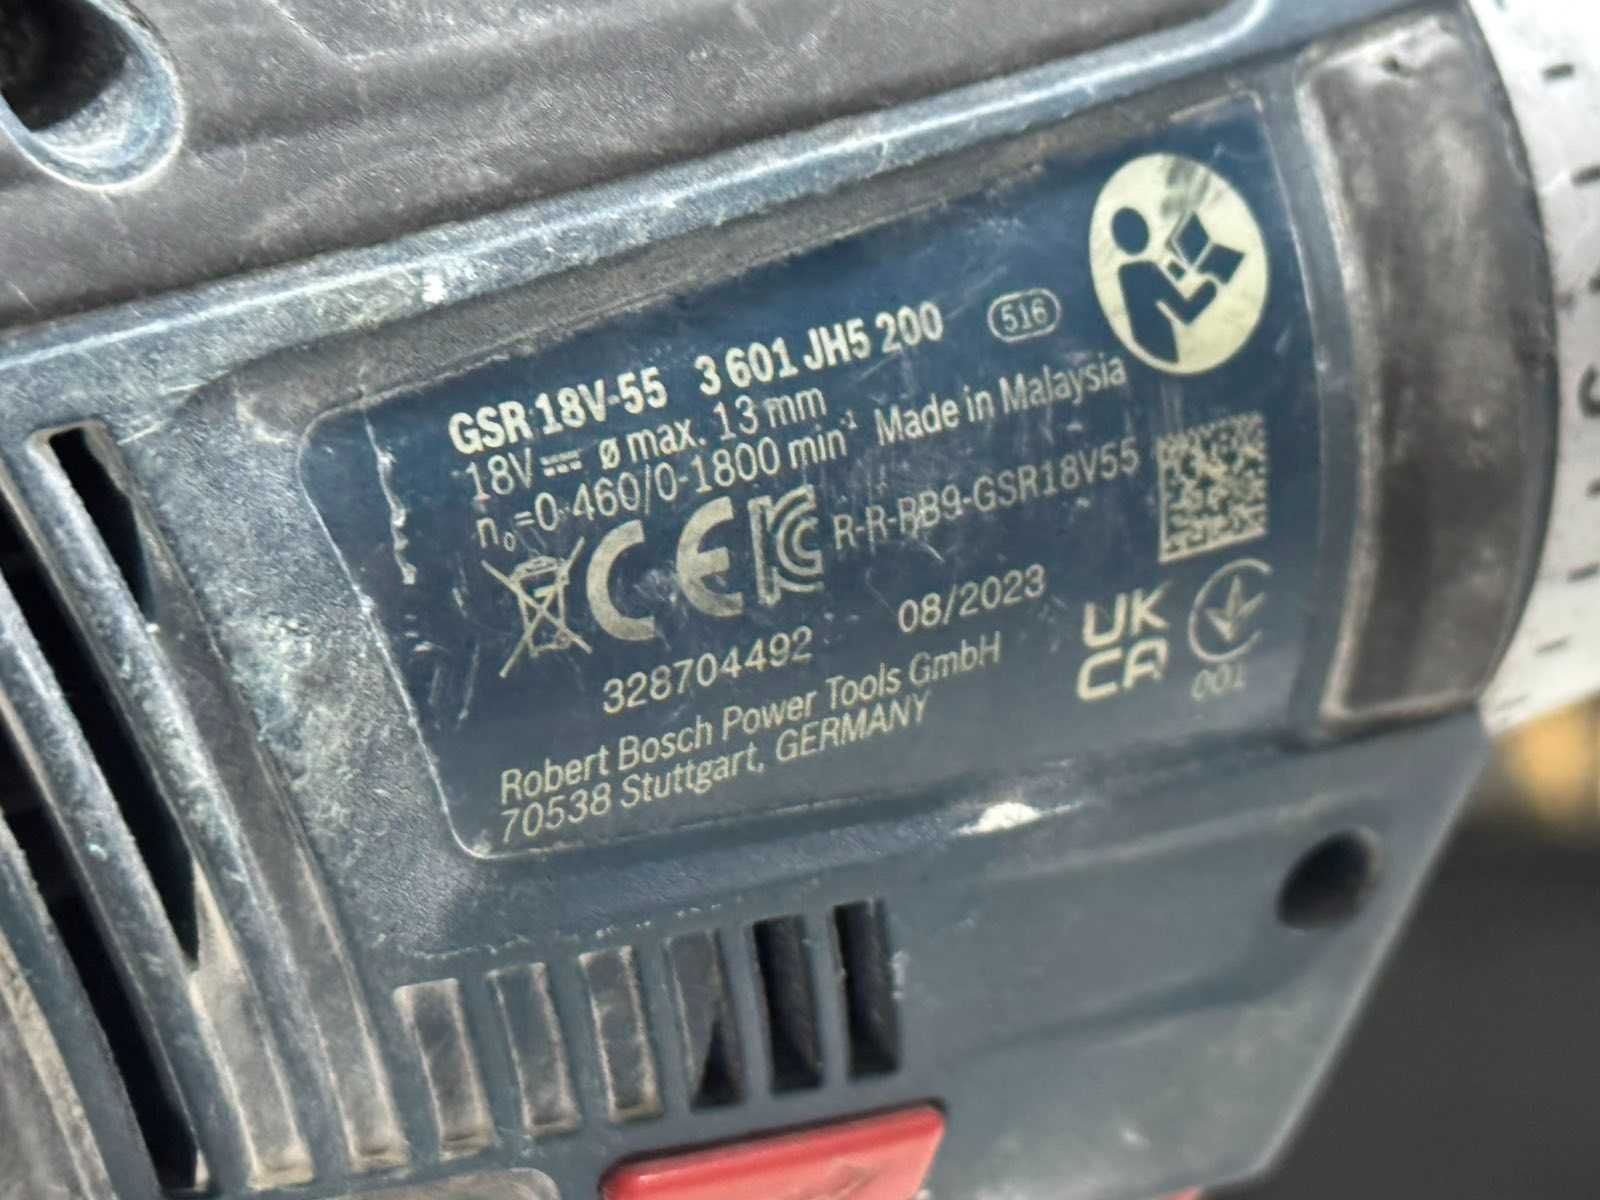 GSR 18V-55 3 601 JH5 200 516
18V ⎓ ø max. 13 mm
n₀=0-460/0-1800 min⁻¹ Made in Malaysia
CE KC R-R-RB9-GSR18V55
328704492 08/2023 UK CA
001
Robert Bosch Power Tools GmbH
70538 Stuttgart, GERMANY